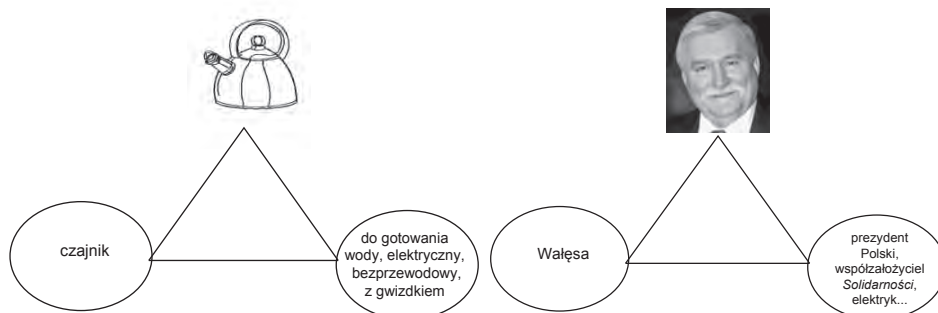 czajnik
do gotowania
wody, elektryczny,
bezprzewodowy,
z gwizdkiem
Wałęsa
prezydent
Polski,
współzałożyciel
Solidarności,
elektryk...